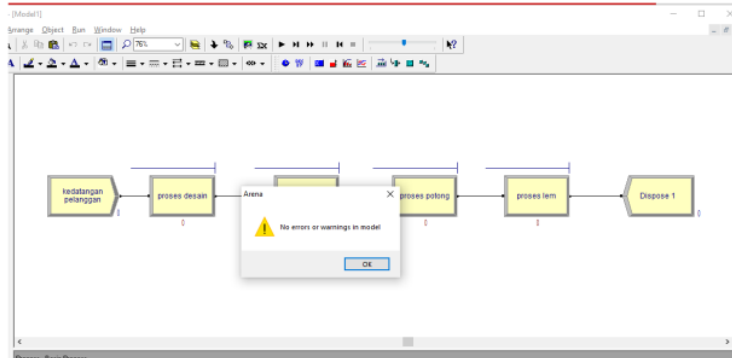 [Model1]
Arrange Object Run Window Help
76%
kedatangan
pelanggan
0
proses desain
0
proses potong
0
proses lem
0
Dispose 1
0
Arena
No errors or warnings in model
OK